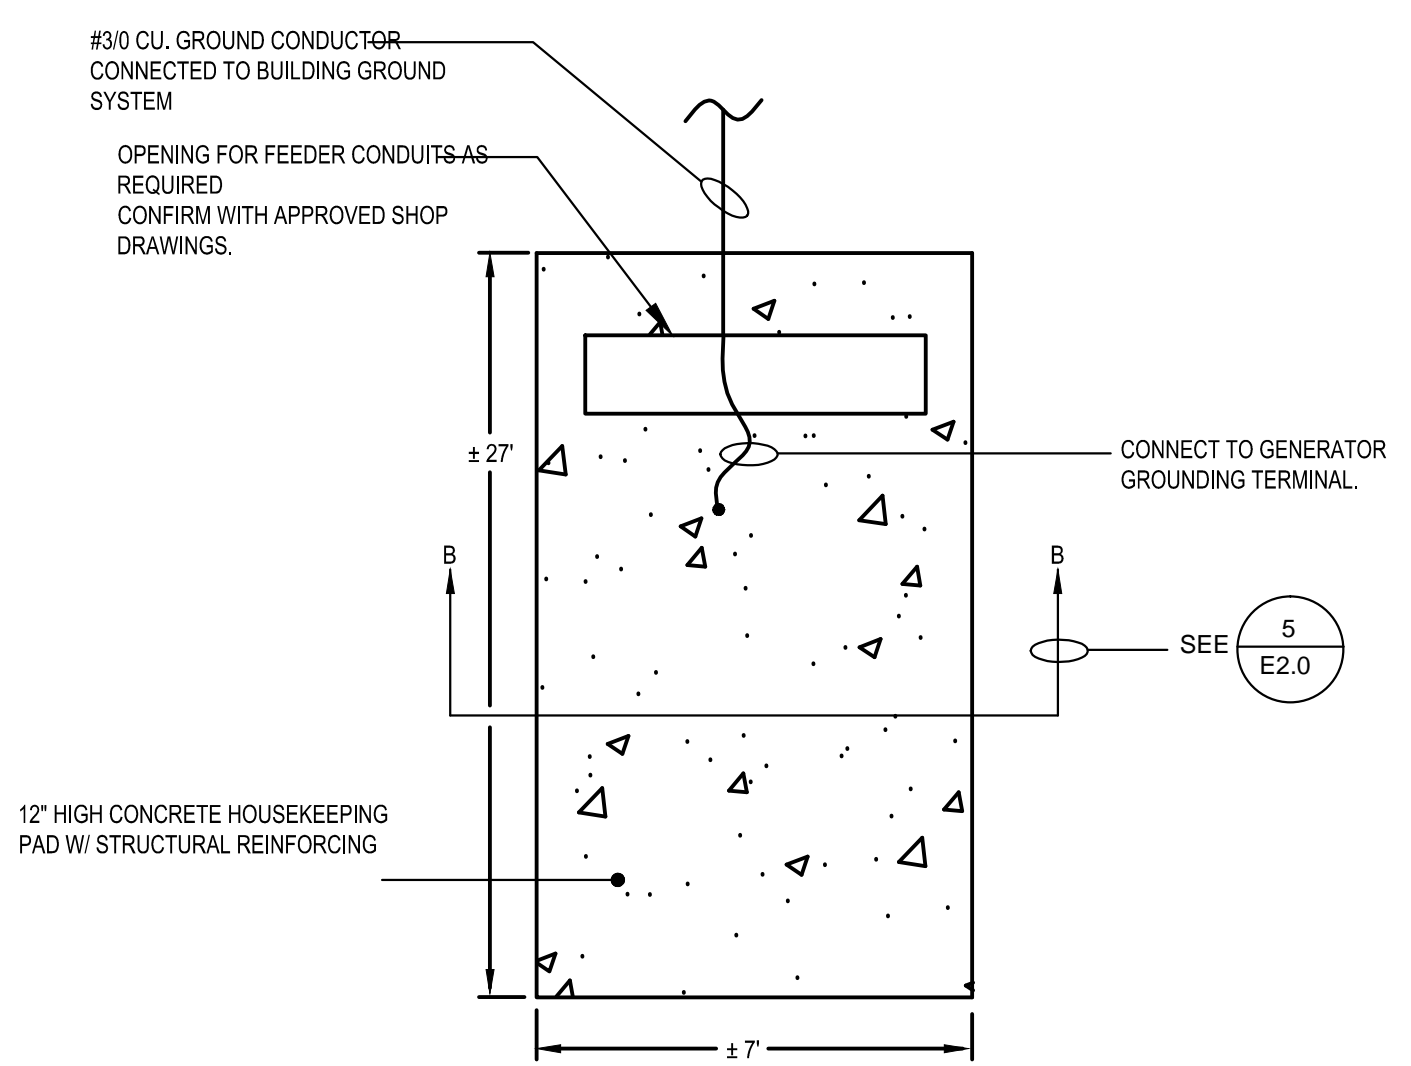 #3/0 CU. GROUND CONDUCTOR
CONNECTED TO BUILDING GROUND
SYSTEM
OPENING FOR FEEDER CONDUITS AS
REQUIRED
CONFIRM WITH APPROVED SHOP
DRAWINGS.
± 27'
CONNECT TO GENERATOR
GROUNDING TERMINAL.
B
B
SEE
5
E2.0
12" HIGH CONCRETE HOUSEKEEPING
PAD W/ STRUCTURAL REINFORCING
± 7'